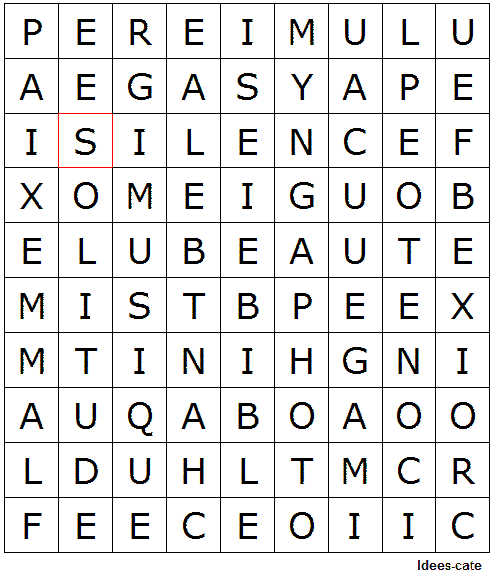 P E R E I M U L U
A E G A S Y A P E
I S I L E N C E F
X O M E I G U O B
E L U B E A U T E
M I S T B P E E X
M T I N I H G N I
A U Q A B O A O O
L D U H L T M C R
F E E C E O I I C
Idees-cate